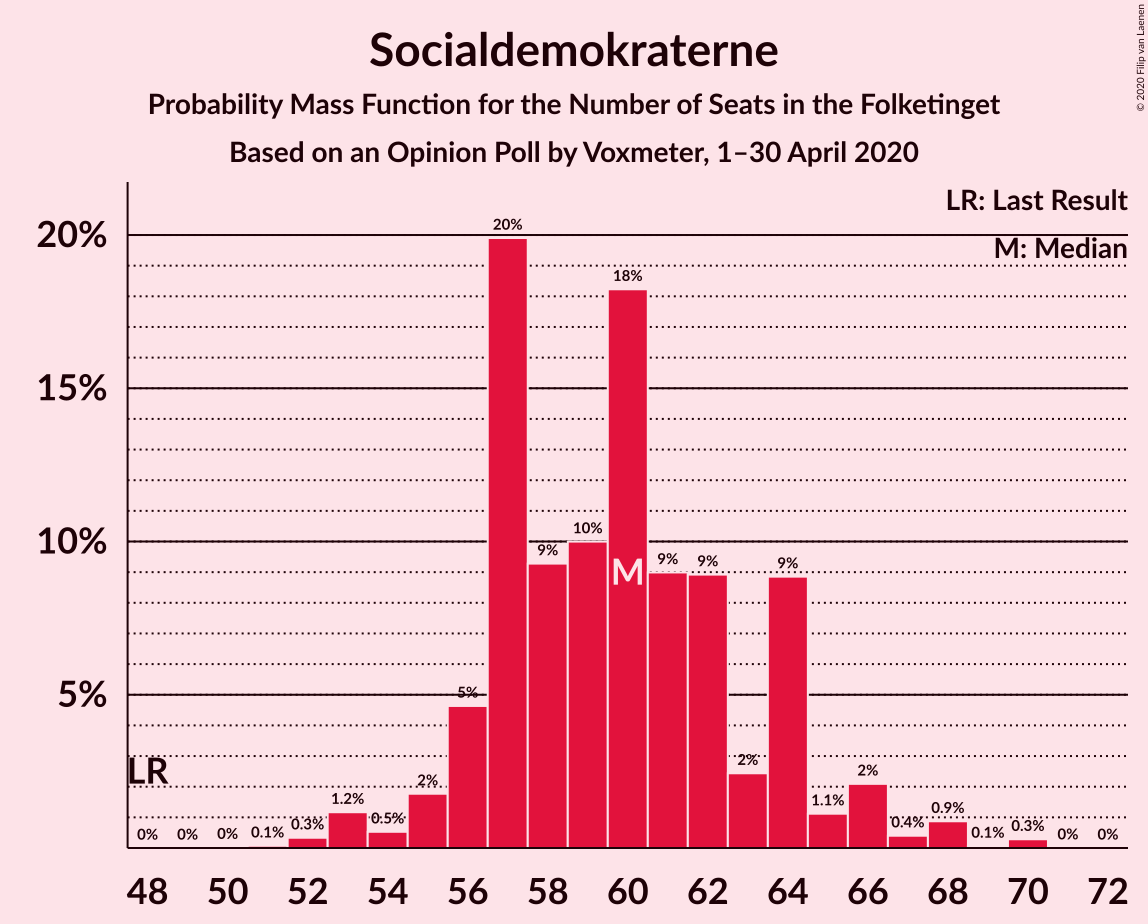 Socialdemokraterne
Probability Mass Function for the Number of Seats in the Folketinget
Based on an Opinion Poll by Voxmeter, 1–30 April 2020
© 2020 Filip van Laenen
LR: Last Result
M: Median
20%
15%
10%
5%
LR
0% 0% 0% 0.1% 0.3% 1.2% 0.5% 2% 5% 20% 9% 10% 18% 9% 9% 2% 9% 1.1% 2% 0.4% 0.9% 0.1% 0.3% 0% 0%
M
48 50 52 54 56 58 60 62 64 66 68 70 72